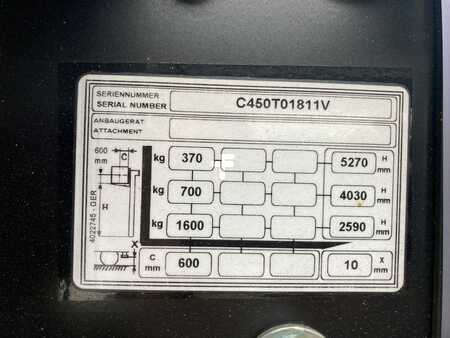 SERIENNUMMER
SERIAL NUMBER C450T01811V
ANBAUGERÄT
ATTACHMENT
600 mm C
kg 370 5270 H mm
kg 700 4030 H mm
kg 1600 2590 H mm
C mm 600 10 X mm
H
X
4022745 - GER